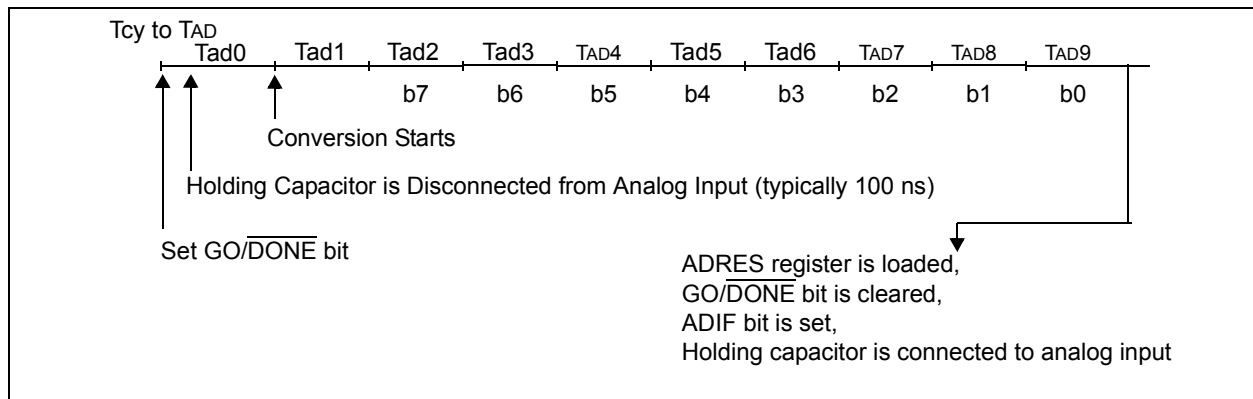 Tcy to TAD
Tad0 Tad1 Tad2 Tad3 TAD4 Tad5 Tad6 TAD7 TAD8 TAD9
b7 b6 b5 b4 b3 b2 b1 b0
Conversion Starts
Holding Capacitor is Disconnected from Analog Input (typically 100 ns)
Set GO/DONE bit
ADRES register is loaded,
GO/DONE bit is cleared,
ADIF bit is set,
Holding capacitor is connected to analog input